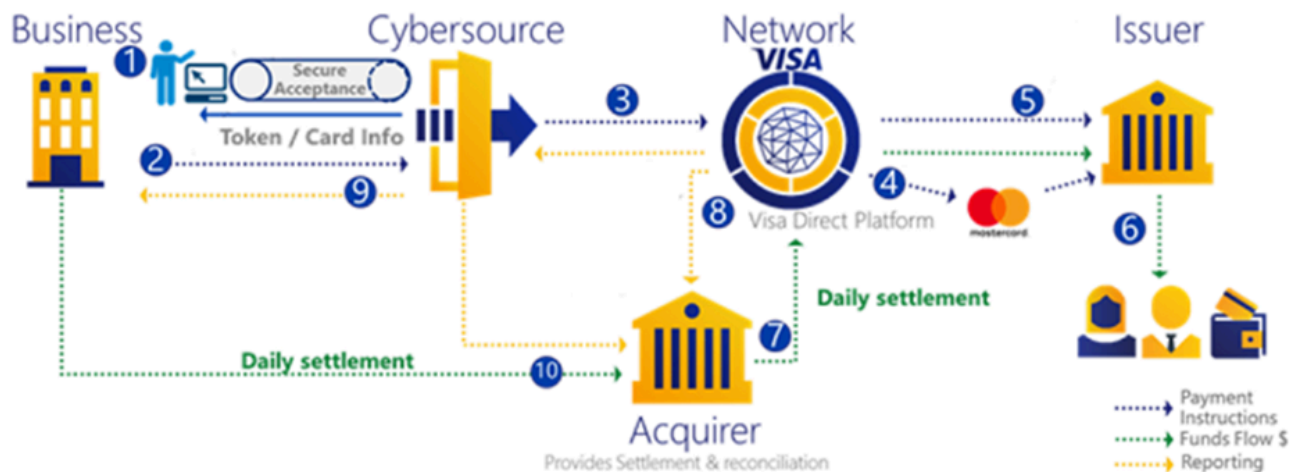 Business
Cybersource
Network
Issuer
VISA
1
Secure
Acceptance
Token / Card Info
2
3
5
9
4
8
Visa Direct Platform
mastercard.
6
Daily settlement
7
Daily settlement
10
Acquirer
Provides Settlement & reconciliation
Payment
Instructions
Funds Flow $
Reporting